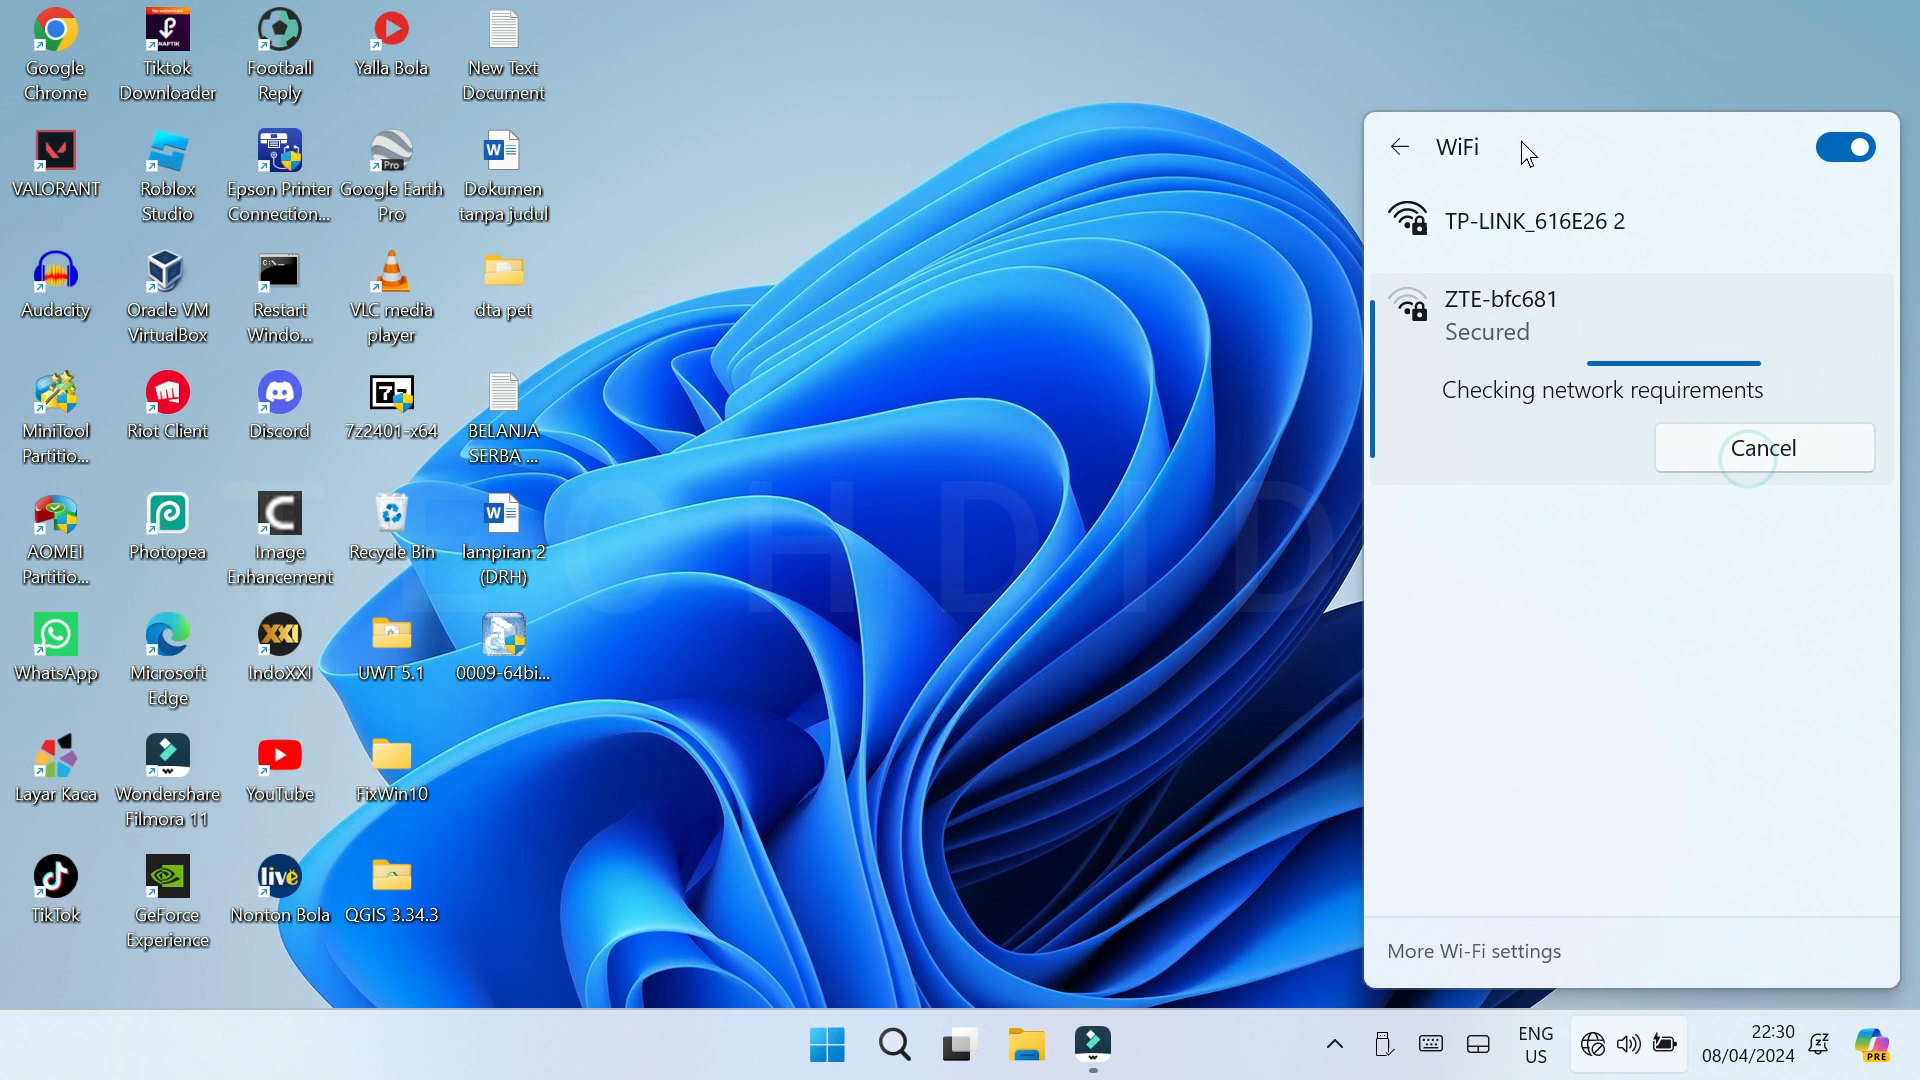 Google
Chrome
Tiktok
Downloader
Football
Reply
Yalla Bola
New Text
Document
VALORANT
Roblox
Studio
Epson Printer
Connection...
Google Earth
Pro
Dokumen
tanpa judul
Audacity
Oracle VM
VirtualBox
Restart
Windo...
VLC media
player
dta pet
MiniTool
Partitio...
Riot Client
Discord
7z2401-x64
BELANJA
SERBA ...
AOMEI
Partitio...
Photopea
Image
Enhancement
Recycle Bin
lampiran 2
(DRH)
WhatsApp
Microsoft
Edge
IndoXXI
UWT 5.1
0009-64bi...
Layar Kaca
Wondershare
Filmora 11
YouTube
FixWin10
TikTok
GeForce
Experience
Nonton Bola
QGIS 3.34.3
TECHDID
WiFi
TP-LINK_616E26 2
ZTE-bfc681
Secured
Checking network requirements
Cancel
More Wi-Fi settings
ENG
US
22:30
08/04/2024
PRE